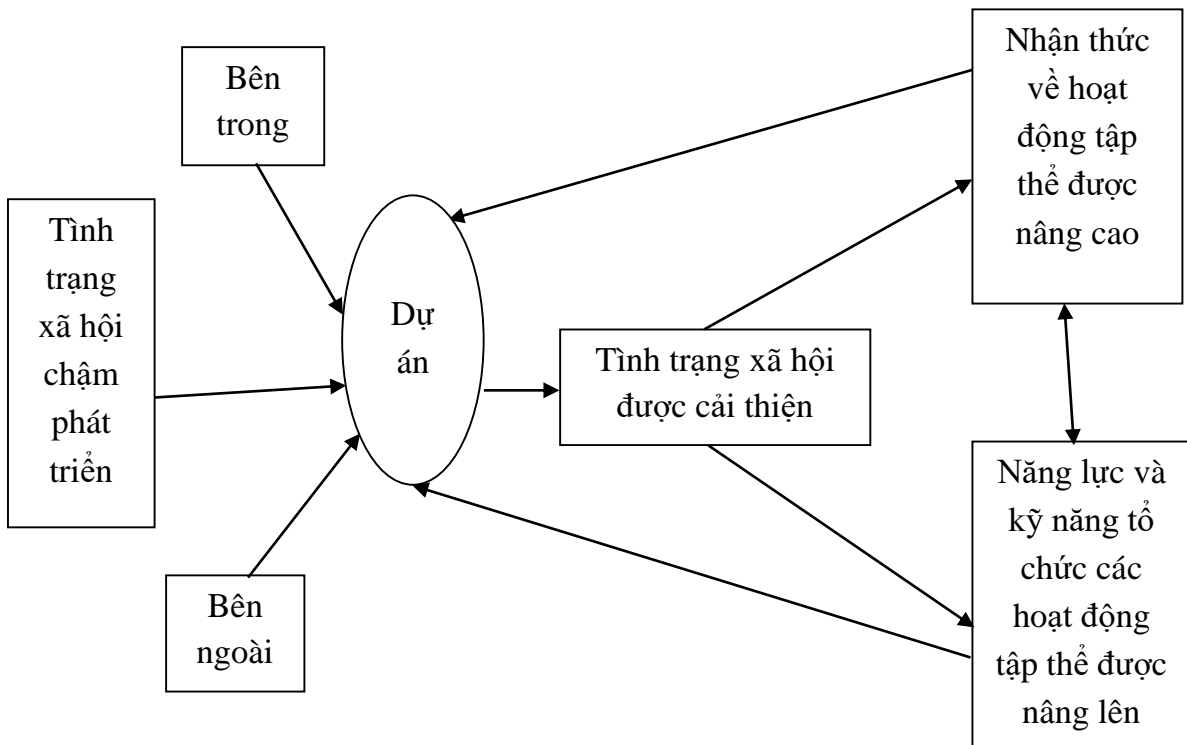 Bên
trong
Tình
trạng
xã hội
chậm
phát
triển
Bên
ngoài
Dự
án
Tình trạng xã hội
được cải thiện
Nhận thức
về hoạt
động tập
thể được
nâng cao
Năng lực và
kỹ năng tổ
chức các
hoạt động
tập thể được
nâng lên